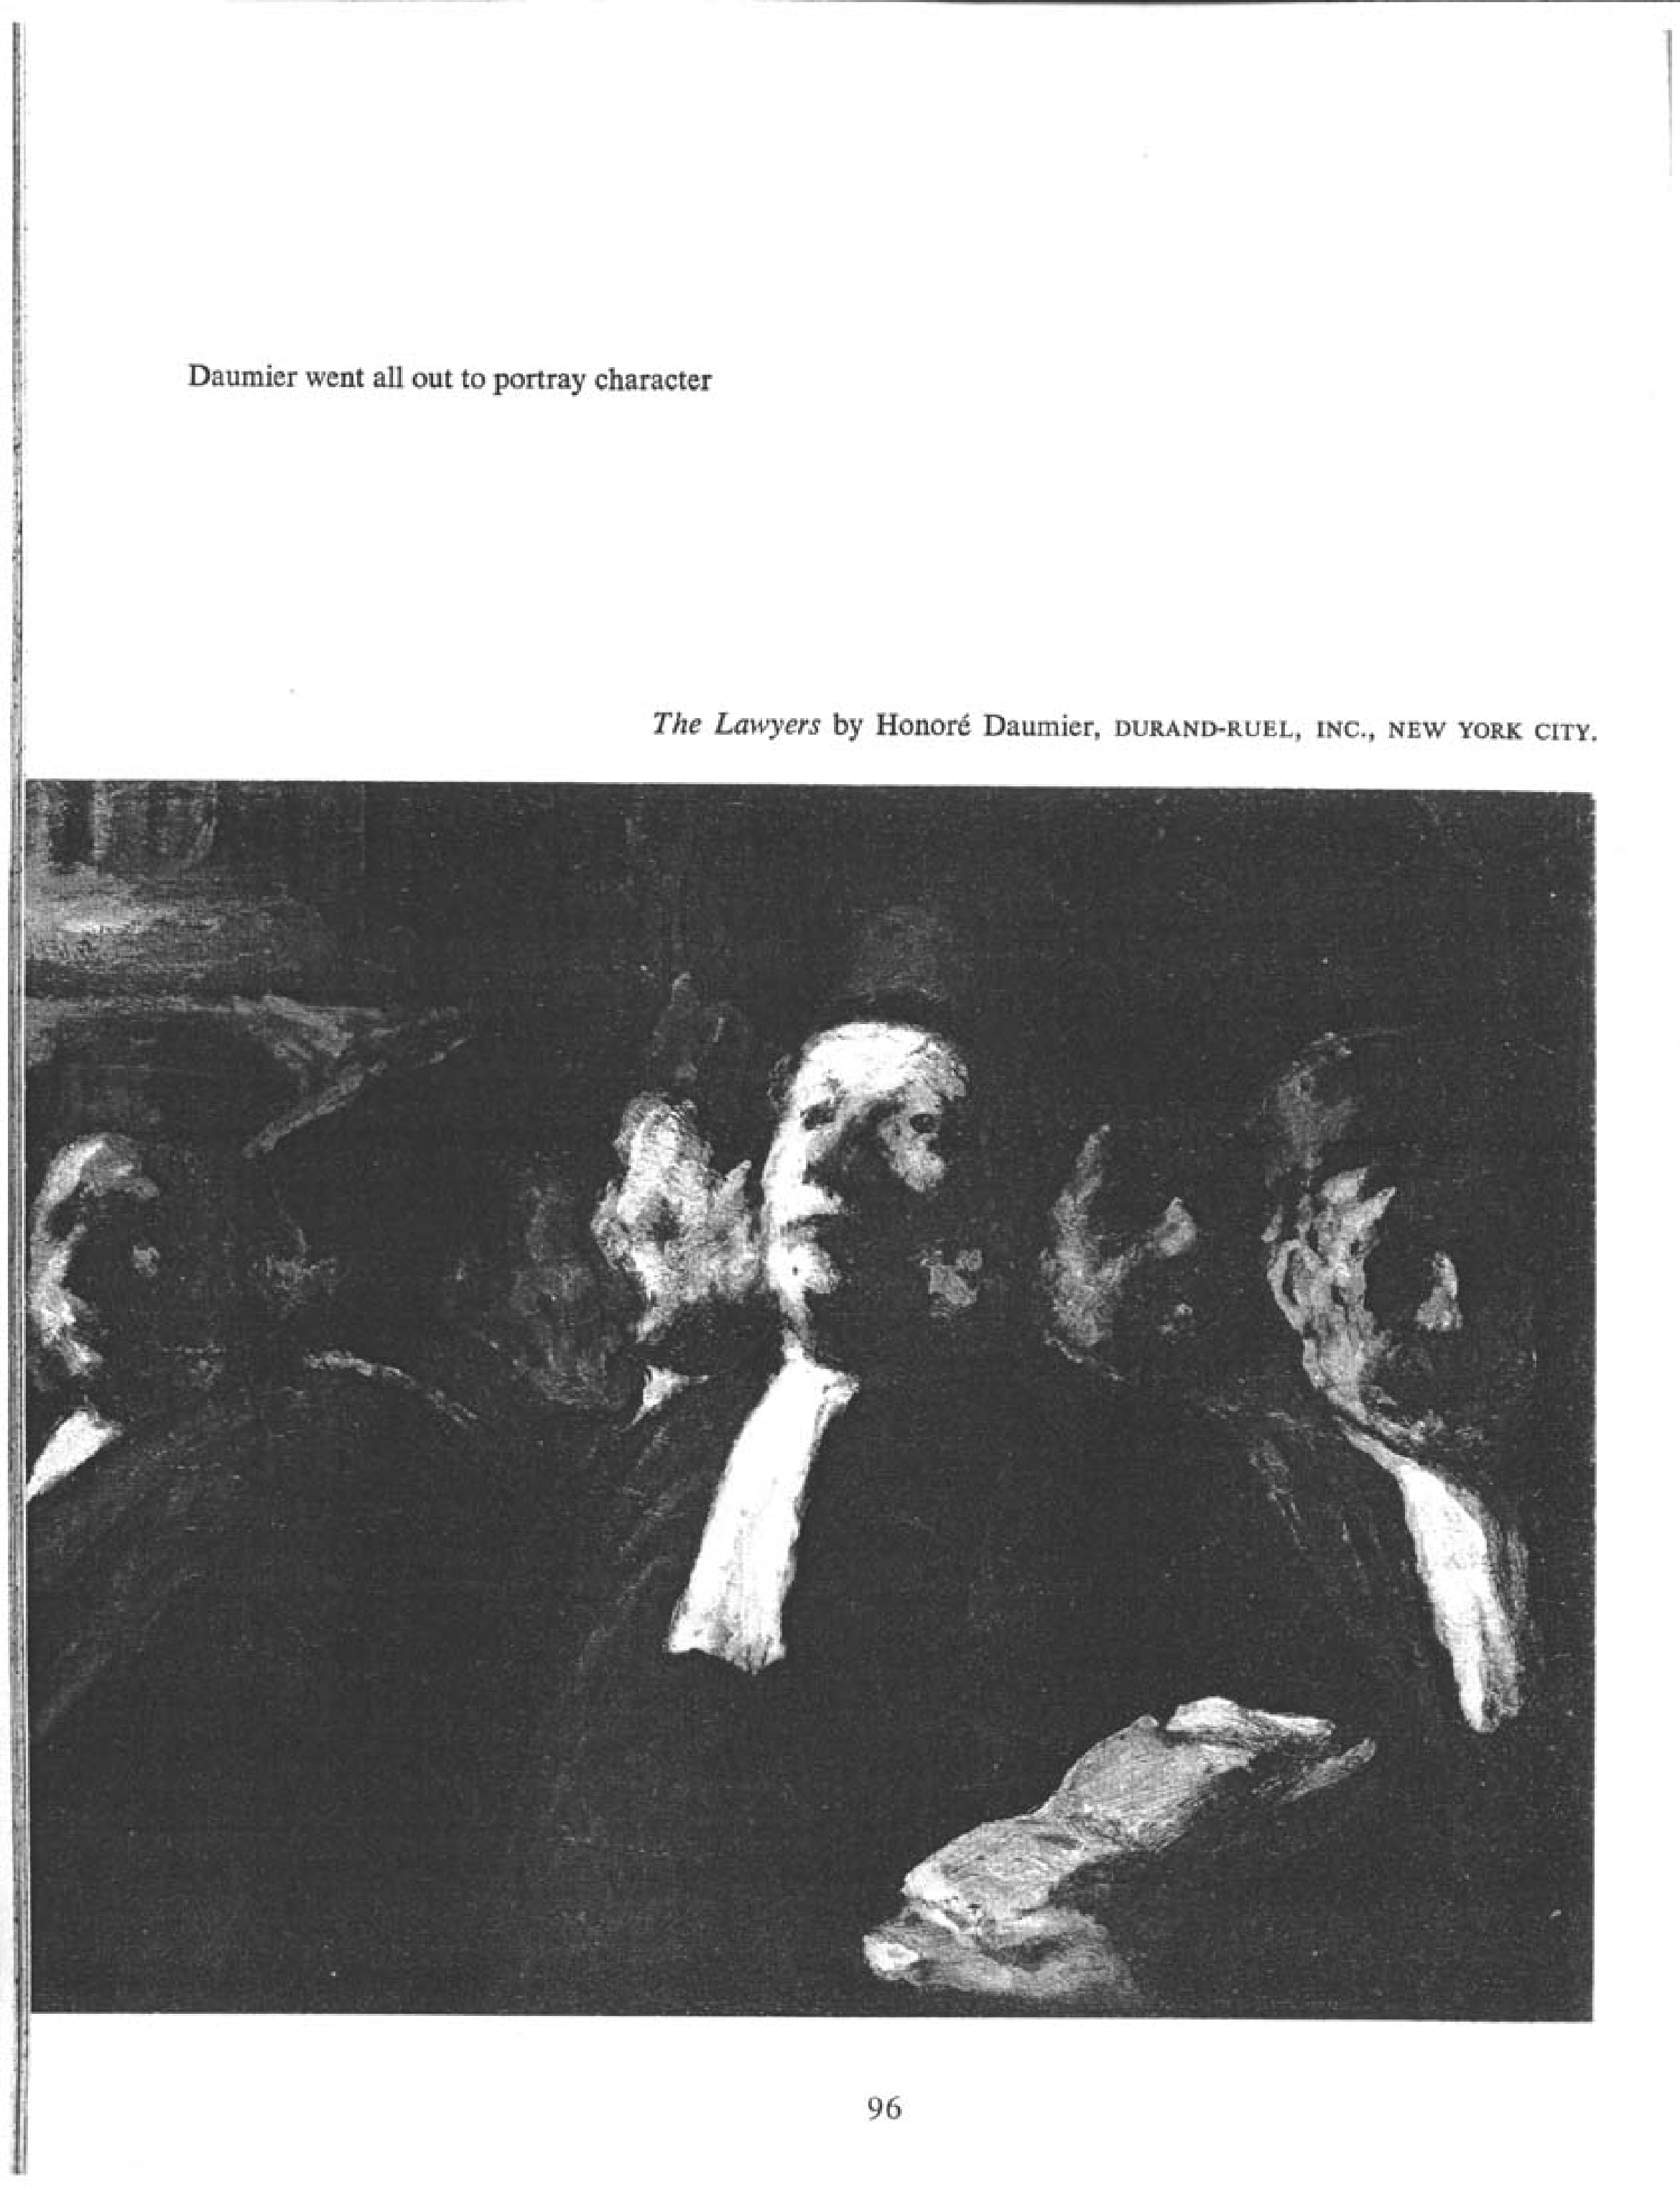 Daumier went all out to portray character
The Lawyers by Honoré Daumier, DURAND-RUEL, INC., NEW YORK CITY.
96